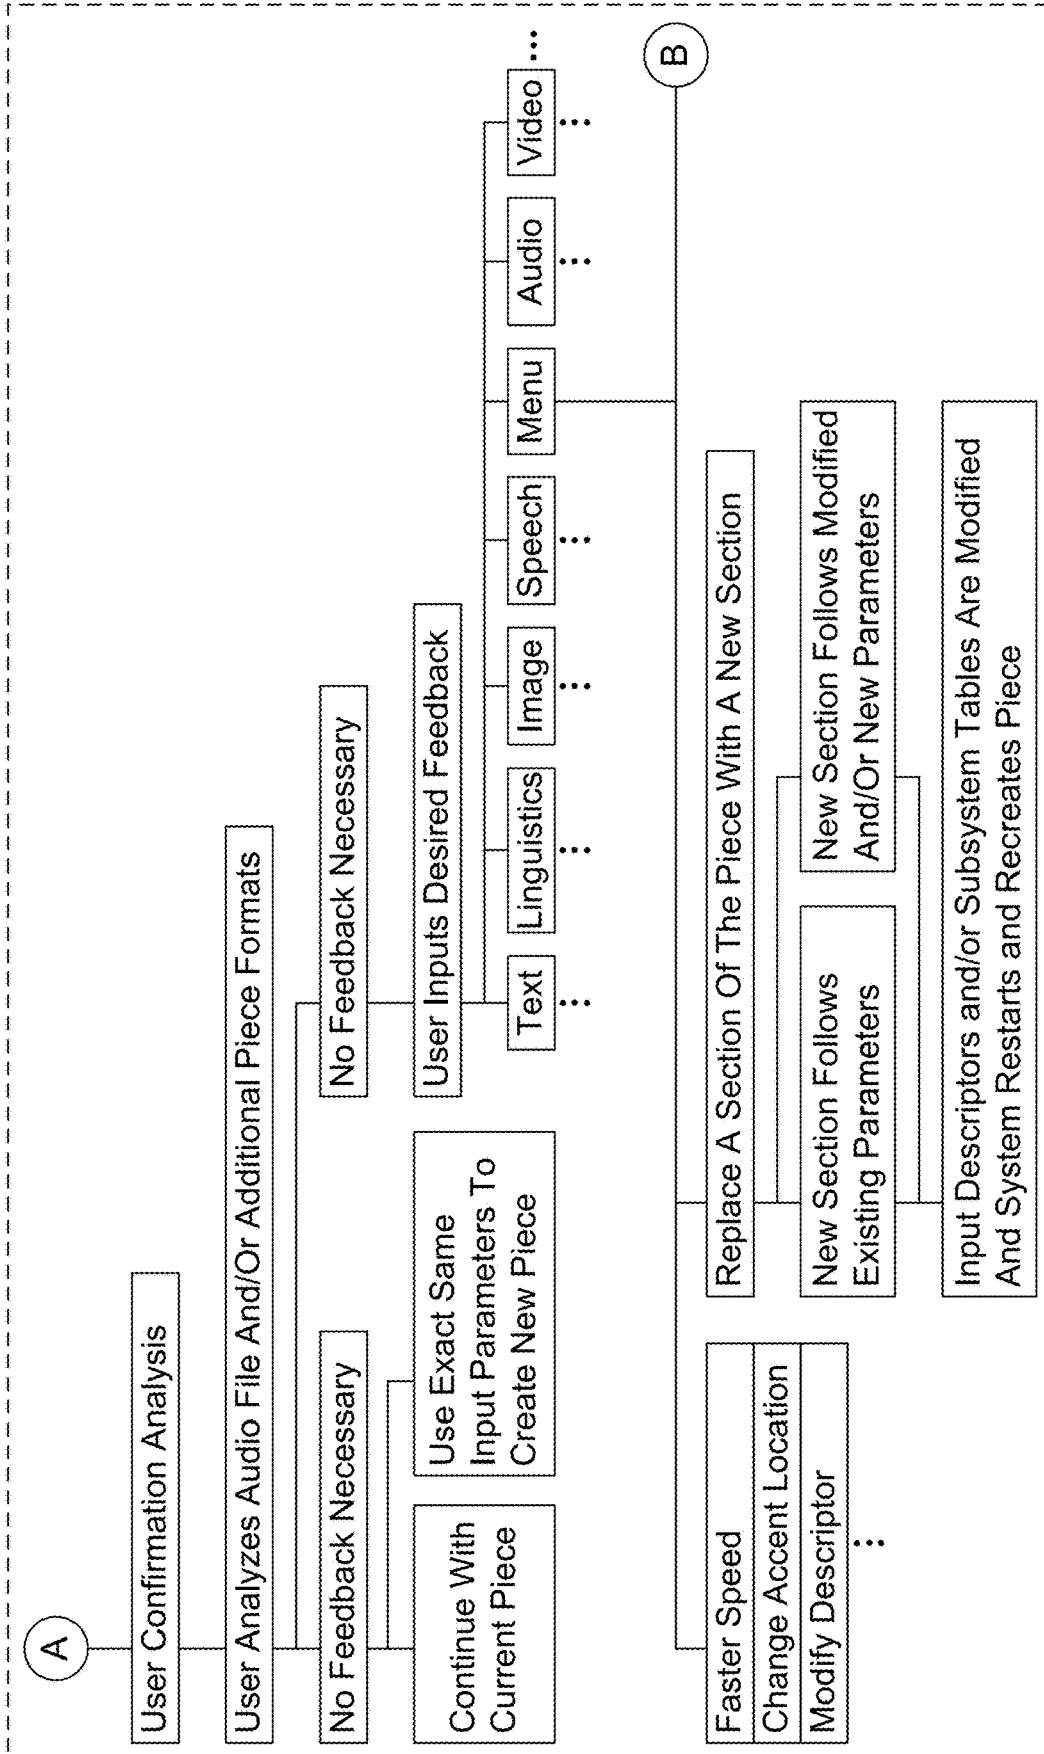 A
User Confirmation Analysis
User Analyzes Audio File And/Or Additional Piece Formats
No Feedback Necessary
No Feedback Necessary
Continue With
Current Piece
Use Exact Same
Input Parameters To
Create New Piece
User Inputs Desired Feedback
Text
Linguistics
Image
Speech
Menu
Audio
Video
...
...
...
...
...
...
...
B
Faster Speed
Change Accent Location
Modify Descriptor
...
Replace A Section Of The Piece With A New Section
New Section Follows
Existing Parameters
New Section Follows Modified
And/Or New Parameters
Input Descriptors and/or Subsystem Tables Are Modified
And System Restarts and Recreates Piece